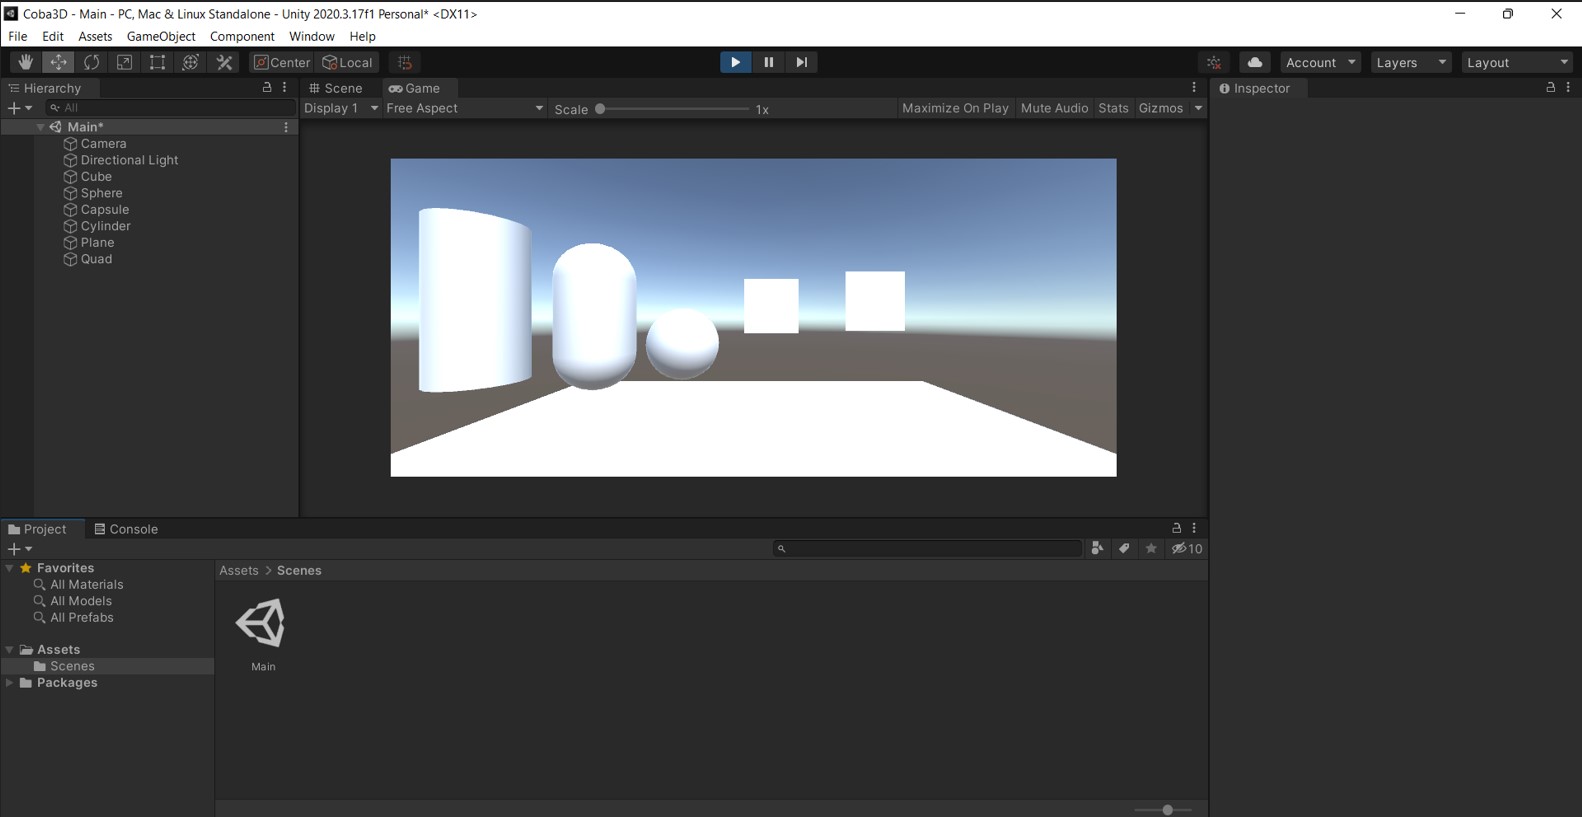 Coba3D - Main - PC, Mac & Linux Standalone - Unity 2020.3.17f1 Personal* <DX11>
File Edit Assets GameObject Component Window Help
Center Local Account Layers Layout
Hierarchy Scene Game Inspector
All Display 1 Free Aspect Scale 1x Maximize On Play Mute Audio Stats Gizmos
Main*
Camera
Directional Light
Cube
Sphere
Capsule
Cylinder
Plane
Quad
Project Console
10
Favorites Assets > Scenes
All Materials
All Models
All Prefabs
Assets
Scenes Main
Packages